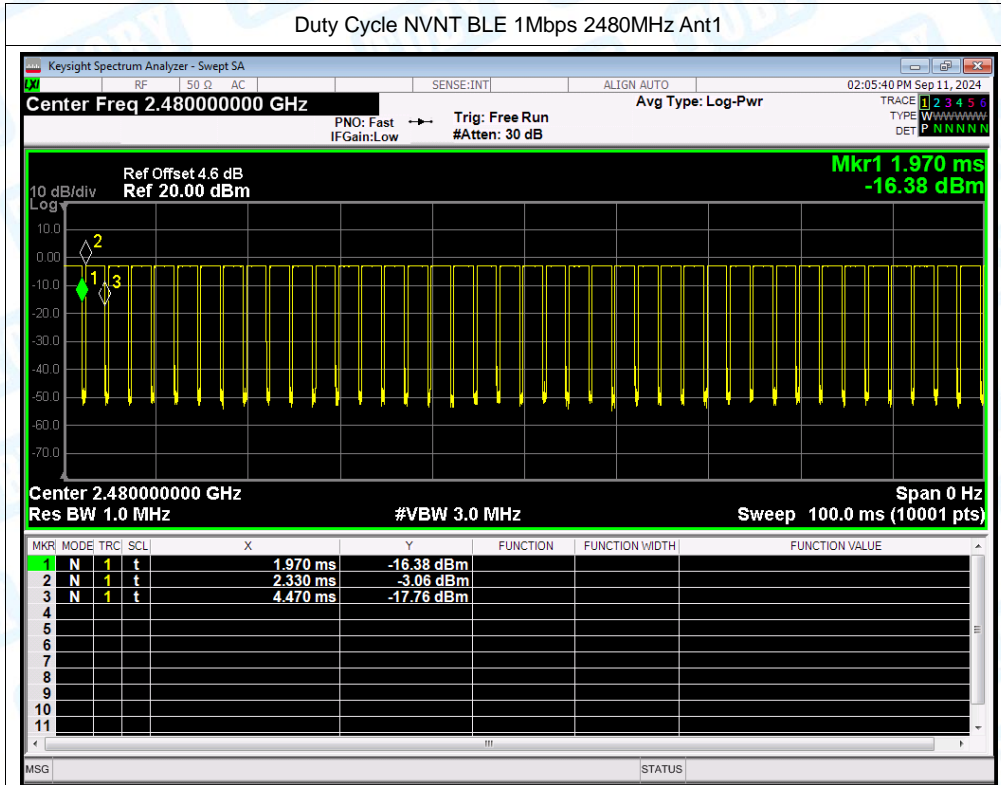 Duty Cycle NVNT BLE 1Mbps 2480MHz Ant1
Keysight Spectrum Analyzer - Swept SA
LXI RF 50 Ω AC SENSE:INT ALIGN AUTO 02:05:40 PM Sep 11, 2024
Center Freq 2.480000000 GHz Avg Type: Log-Pwr TRACE 1 2 3 4 5 6
PNO: Fast Trig: Free Run TYPE W
IFGain:Low #Atten: 30 dB DET P N N N N N
Mkr1 1.970 ms
Ref Offset 4.6 dB
10 dB/div Ref 20.00 dBm -16.38 dBm
Log
10.0
2
0.00
1 3
-10.0
-20.0
-30.0
-40.0
-50.0
-60.0
-70.0
Center 2.480000000 GHz Span 0 Hz
Res BW 1.0 MHz #VBW 3.0 MHz Sweep 100.0 ms (10001 pts)
MKR MODE TRC SCL X Y FUNCTION FUNCTION WIDTH FUNCTION VALUE
1 N 1 t 1.970 ms -16.38 dBm
2 N 1 t 2.330 ms -3.06 dBm
3 N 1 t 4.470 ms -17.76 dBm
4
5
6
7
8
9
10
11
MSG STATUS